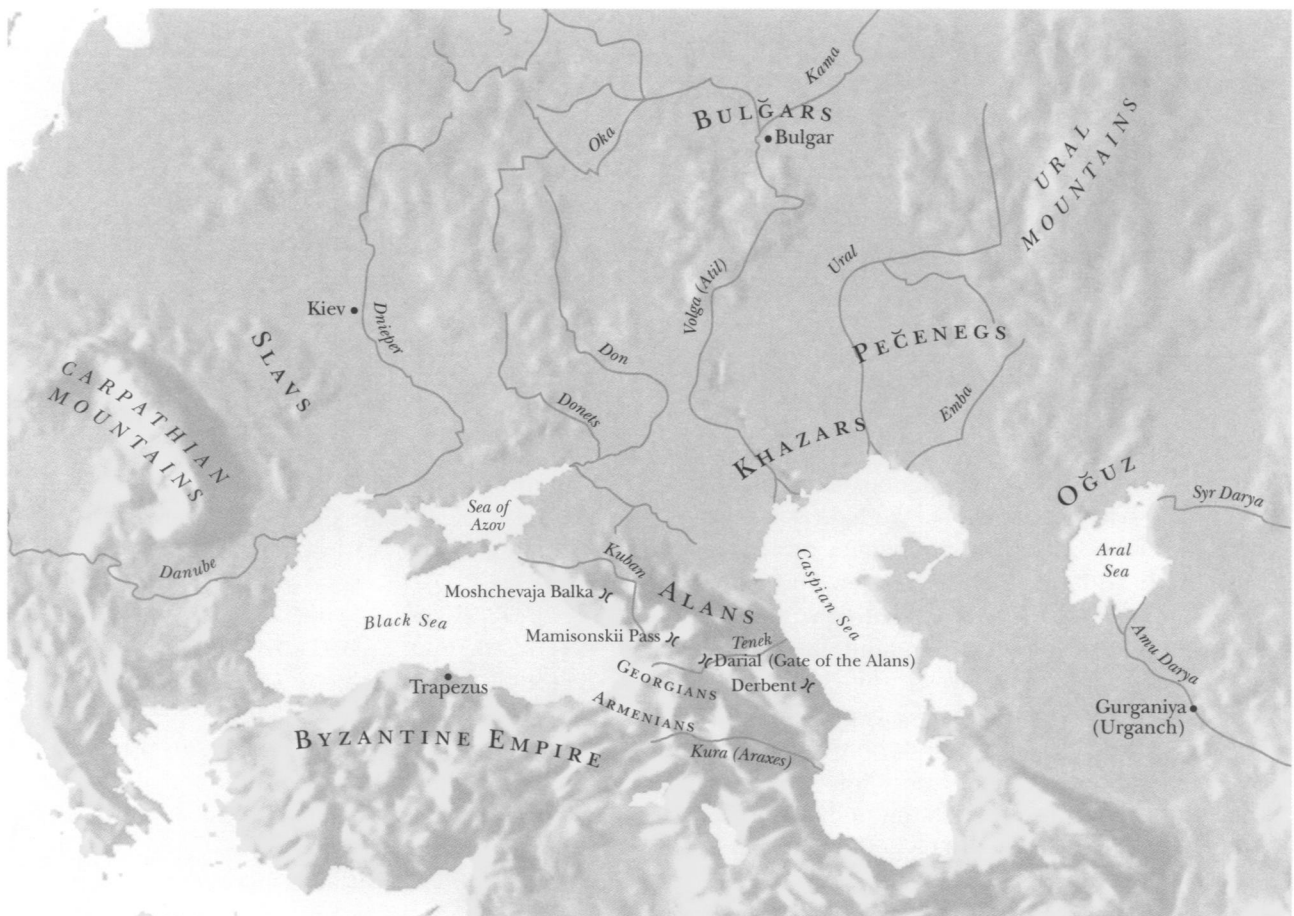 Kama
BULĞARS
Oka
Bulgar
URAL
MOUNTAINS
Ural
Volga (Atil)
Kiev
Dnieper
SLAVS
PEČENEGS
Don
CARPATHIAN
MOUNTAINS
Donets
Emba
KHAZARS
OĞUZ
Syr Darya
Sea of
Azov
Aral
Sea
Danube
Kuban
Caspian Sea
Moshchevaja Balka
ALANS
Black Sea
Mamisonskii Pass
Tenek
Amu Darya
Darial (Gate of the Alans)
GEORGIANS
Derbent
Trapezus
ARMENIANS
Gurganiya
(Urganch)
BYZANTINE EMPIRE
Kura (Araxes)